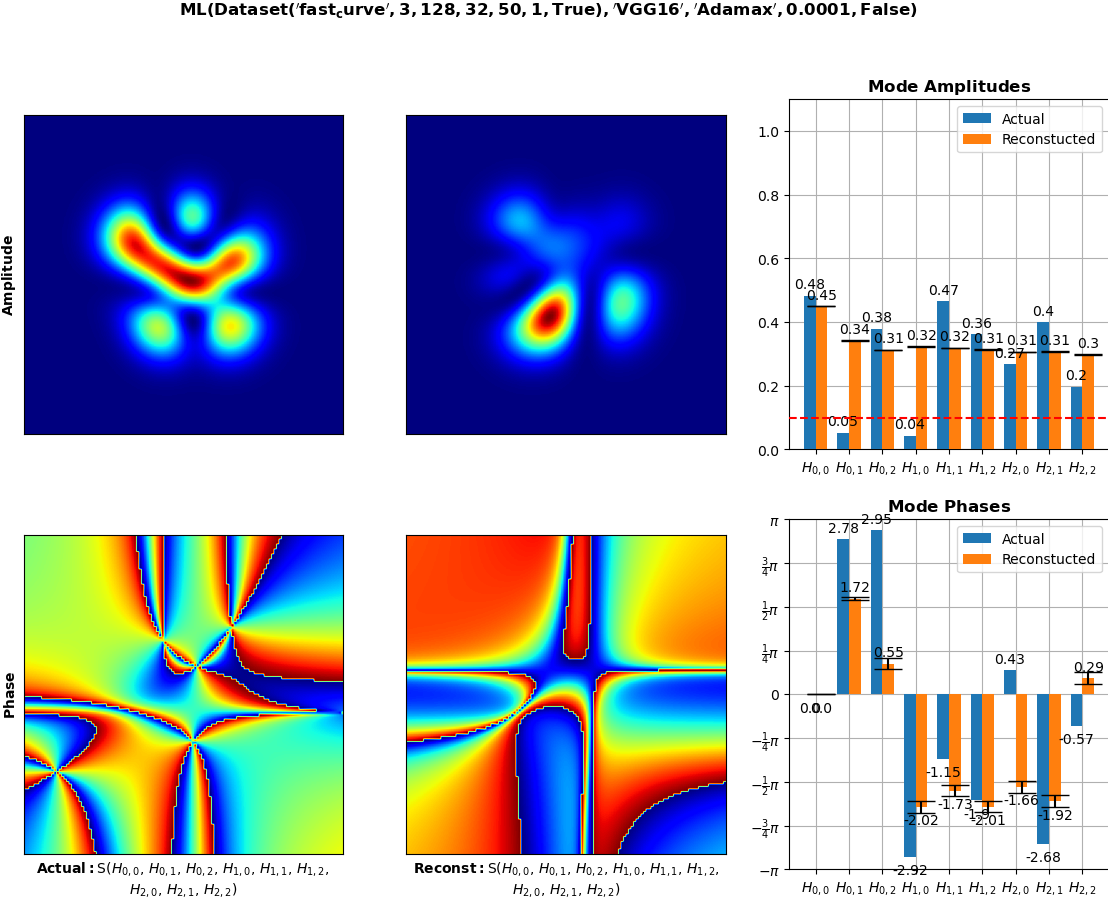 ML(Dataset('fast_curve', 3, 128, 32, 50, 1, True), 'VGG16', 'Adamax', 0.0001, False)
Amplitude
Mode Amplitudes
Actual
Reconstucted
1.0
0.8
0.6
0.4
0.2
0.0
0.48
0.45
0.05
0.34
0.38
0.31
0.04
0.32
0.47
0.32
0.36
0.31
0.27
0.31
0.4
0.31
0.2
0.3
H0,0 H0,1 H0,2 H1,0 H1,1 H1,2 H2,0 H2,1 H2,2
Phase
Actual: S(H0,0, H0,1, H0,2, H1,0, H1,1, H1,2,
H2,0, H2,1, H2,2)
Reconst: S(H0,0, H0,1, H0,2, H1,0, H1,1, H1,2,
H2,0, H2,1, H2,2)
Mode Phases
Actual
Reconstucted
π
3/4π
1/2π
1/4π
0
−1/4π
−1/2π
−3/4π
−π
0.0
0.0
2.78
1.72
2.95
0.55
-2.92
-2.02
-1.15
-1.73
-1.9
-2.01
0.43
-1.66
-2.68
-1.92
-0.57
0.29
H0,0 H0,1 H0,2 H1,0 H1,1 H1,2 H2,0 H2,1 H2,2